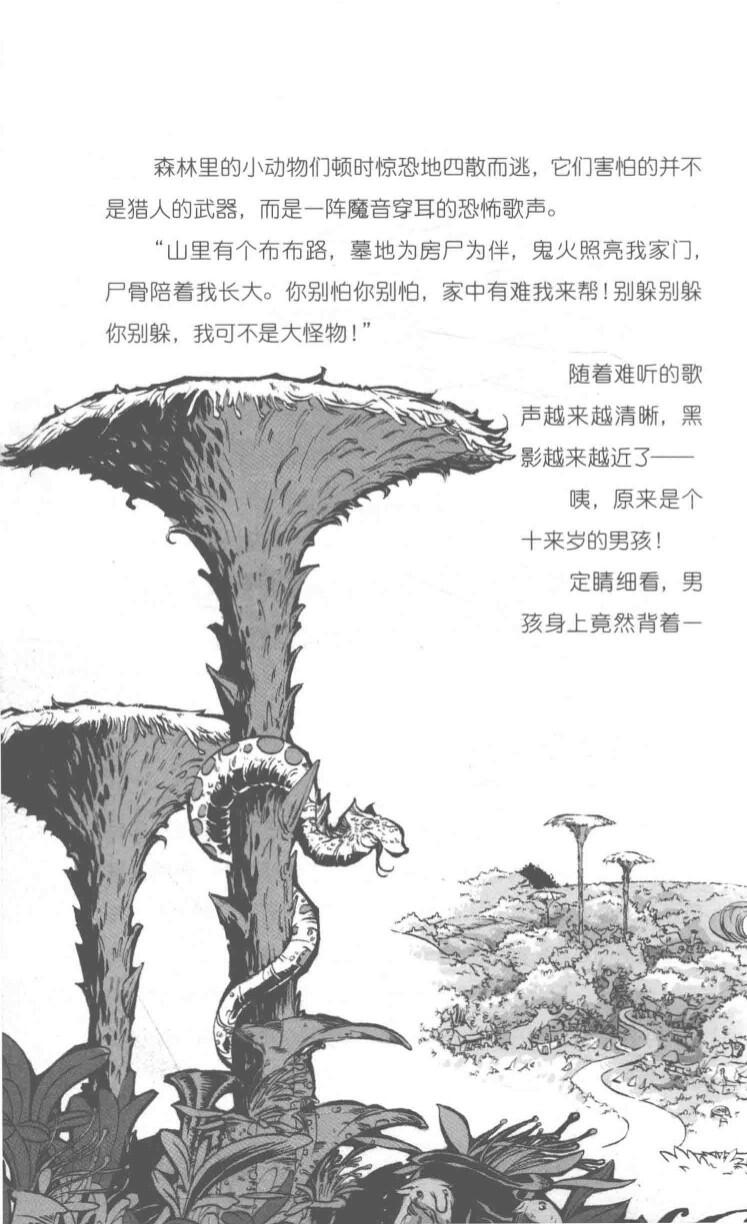 森林里的小动物们顿时惊恐地四散而逃，它们害怕的并不
是猎人的武器，而是一阵魔音穿耳的恐怖歌声。
“山里有个布布路，墓地为房尸为伴，鬼火照亮我家门，
尸骨陪着我长大。你别怕你别怕，家中有难我来帮！别躲别躲
你别躲，我可不是大怪物！”
随着难听的歌
声越来越清晰，黑
影越来越近了——
咦，原来是个
十来岁的男孩！
定睛细看，男
孩身上竟然背着一